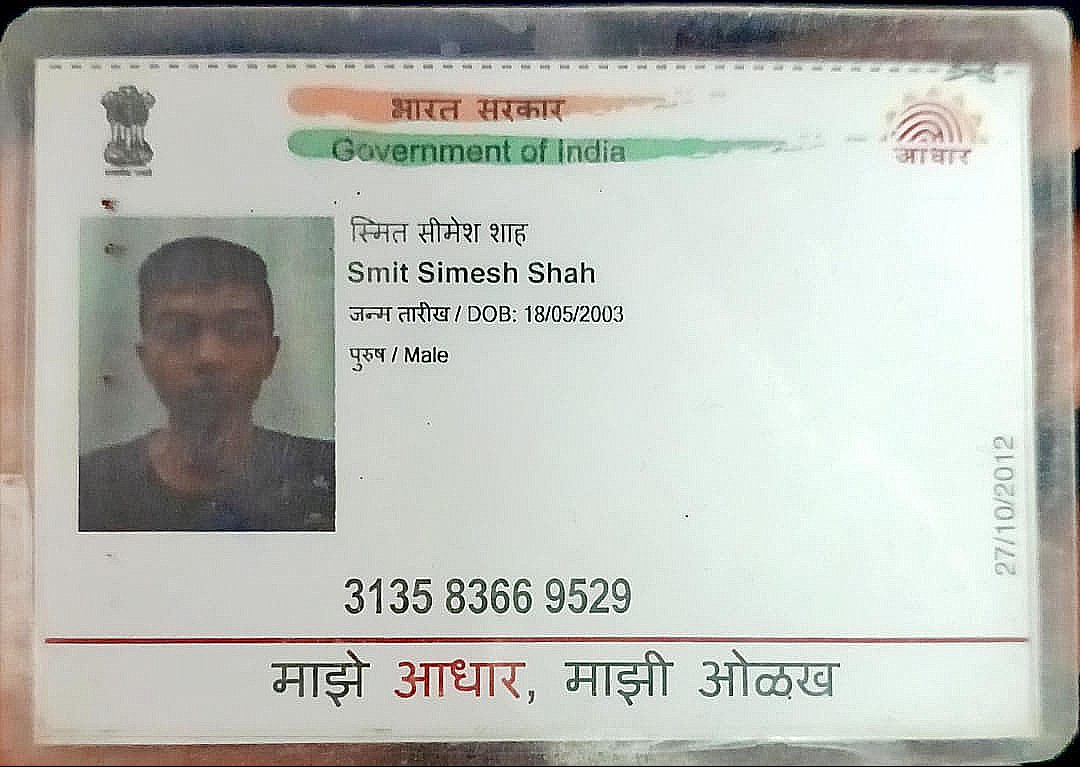 भारत सरकार
Government of India
आधार
स्मित सीमेश शाह
Smit Simesh Shah
जन्म तारीख / DOB: 18/05/2003
पुरुष / Male
27/10/2012
3135 8366 9529
माझे आधार, माझी ओळख